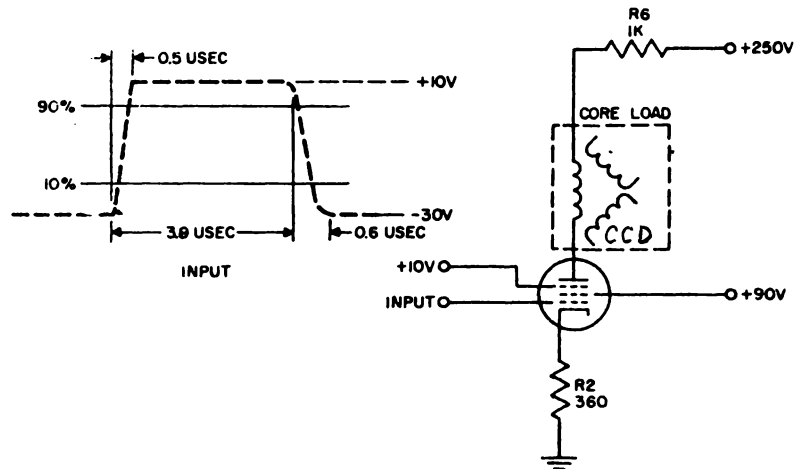 R6
1K
+250V
0.5 USEC
+10V
90%
CORE LOAD
10%
-30V
3.9 USEC
0.6 USEC
CCD
INPUT
+10V
INPUT
+90V
R2
360